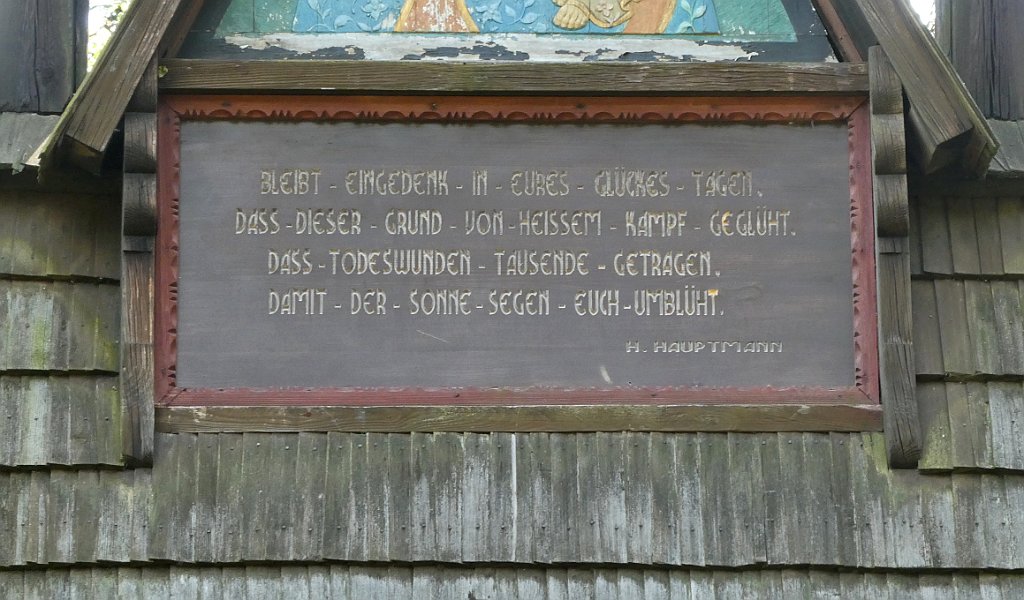 BLEIBT - EINGEDENK - IN - EURES - GLÜCKES - TAGEN.
DASS - DIESER - GRUND - VON - HEISSEM - KAMPF - GEGLÜHT.
DASS - TODESWUNDEN - TAUSENDE - GETRAGEN.
DAMIT - DER - SONNE - SEGEN - EUCH - UMBLÜHT.
H. HAUPTMANN